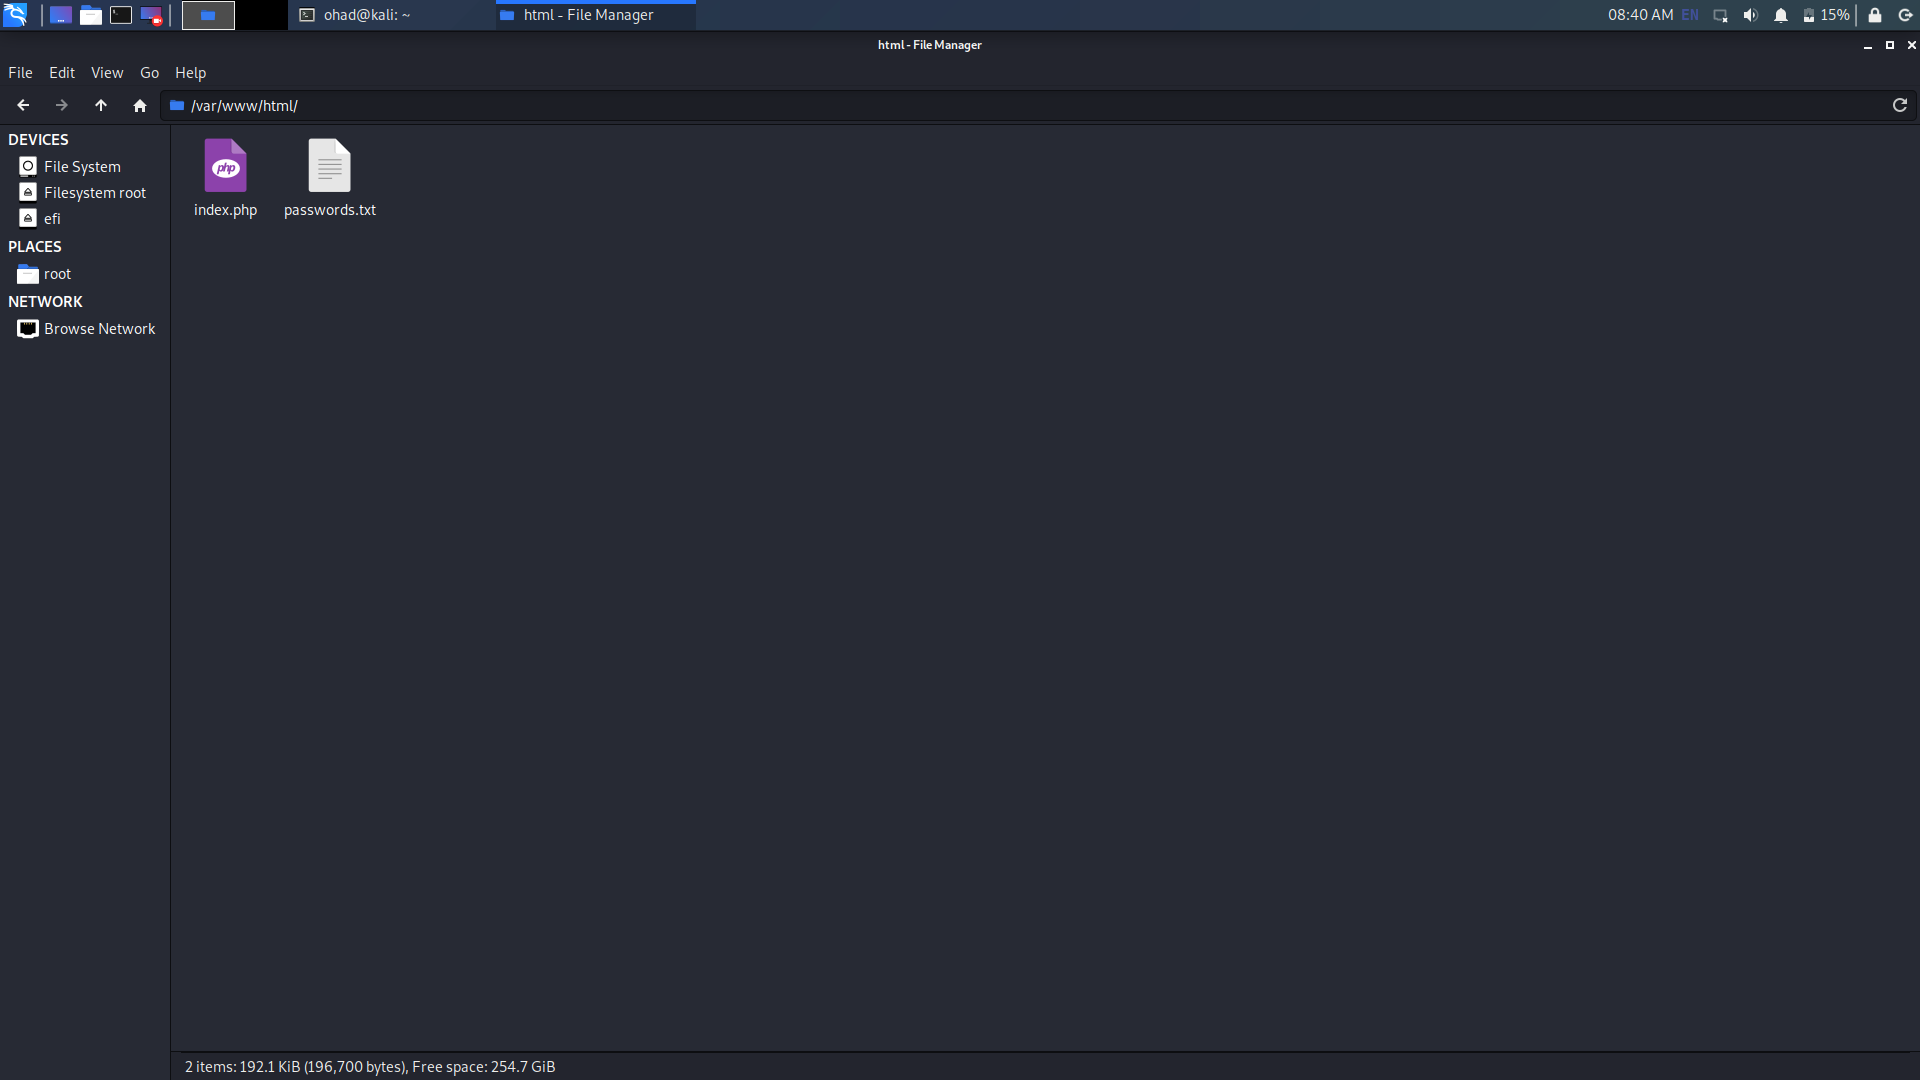 ohad@kali: ~
html - File Manager
08:40 AM EN 15%
html - File Manager
File Edit View Go Help
/var/www/html/
DEVICES
File System
Filesystem root
efi
PLACES
root
NETWORK
Browse Network
php
index.php passwords.txt
2 items: 192.1 KiB (196,700 bytes), Free space: 254.7 GiB